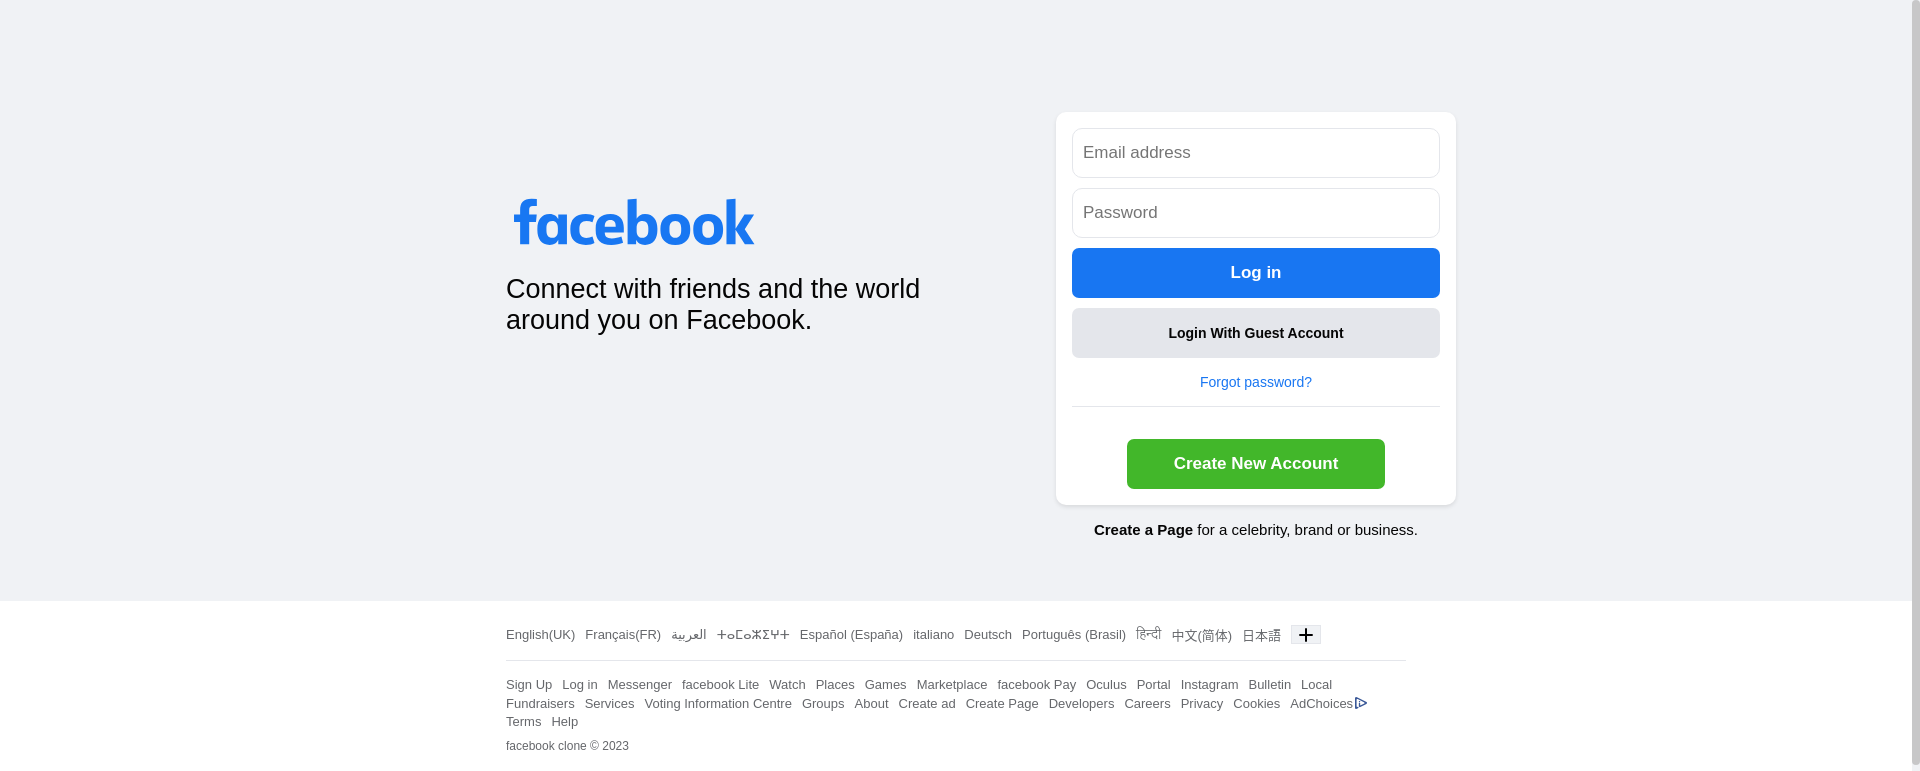 facebook
Connect with friends and the world
around you on Facebook.
Email address
Password
Log in
Login With Guest Account
Forgot password?
Create New Account
Create a Page for a celebrity, brand or business.
English(UK) Français(FR) العربية ⵜⴰⵎⴰⵣⵉⵖⵜ Español (España) italiano Deutsch Português (Brasil) हिन्दी 中文(简体) 日本語
Sign Up Log in Messenger facebook Lite Watch Places Games Marketplace facebook Pay Oculus Portal Instagram Bulletin Local
Fundraisers Services Voting Information Centre Groups About Create ad Create Page Developers Careers Privacy Cookies AdChoices
Terms Help
facebook clone © 2023